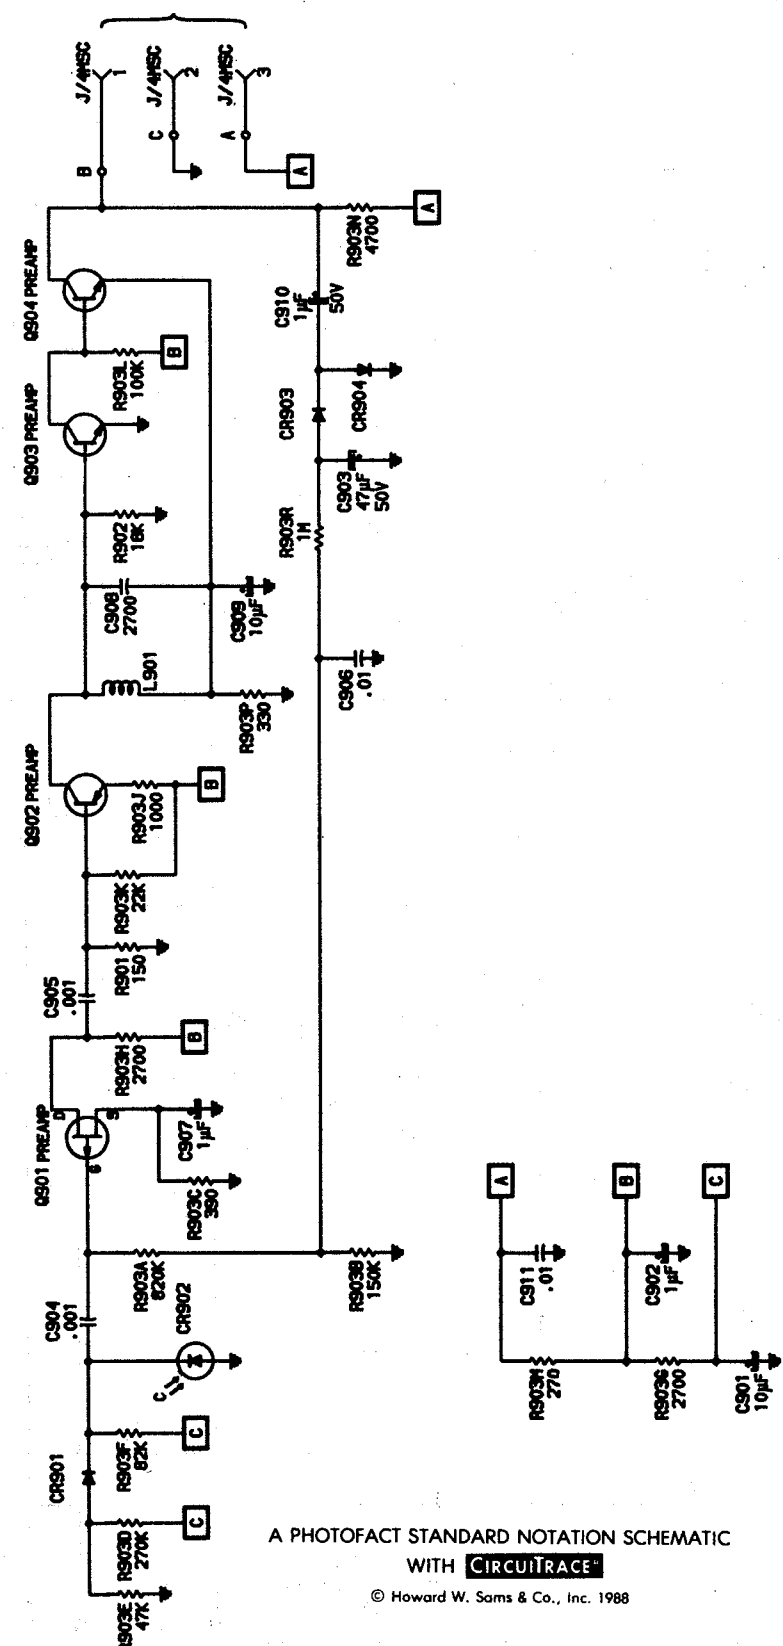 J/4MSC
1
J/4MSC
2
J/4MSC
3
B
C
A
A
Q904 PREAMP
R903N
4700
A
C910
1µF
50V
R903L
100K
B
Q903 PREAMP
CR903
CR904
C903
47µF
50V
R902
18K
R903R
1M
C908
2700
C909
10µF
L901
C906
.01
R903P
330
Q902 PREAMP
R903J
1000
B
R903K
22K
R901
150
C905
.001
R903H
2700
B
Q901 PREAMP
D
S
G
C907
1µF
R903C
390
R903A
820K
R903B
150K
C904
.001
CR902
C
R903F
82K
C
CR901
R903D
270K
C
R903E
47K
A
B
C
C911
.01
C902
1µF
R903M
270
R903G
2700
C901
10µF
A PHOTOFACT STANDARD NOTATION SCHEMATIC
WITH CIRCUITRACE
© Howard W. Sams & Co., Inc. 1988